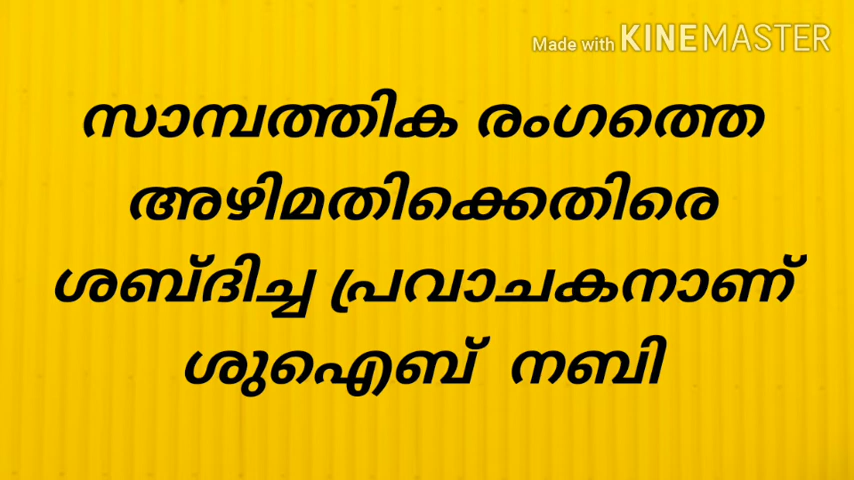 Made with KINEMASTER
സാമ്പത്തിക രംഗത്തെ
അഴിമതിക്കെതിരെ
ശബ്ദിച്ച പ്രവാചകനാണ്
ശുഐബ് നബി